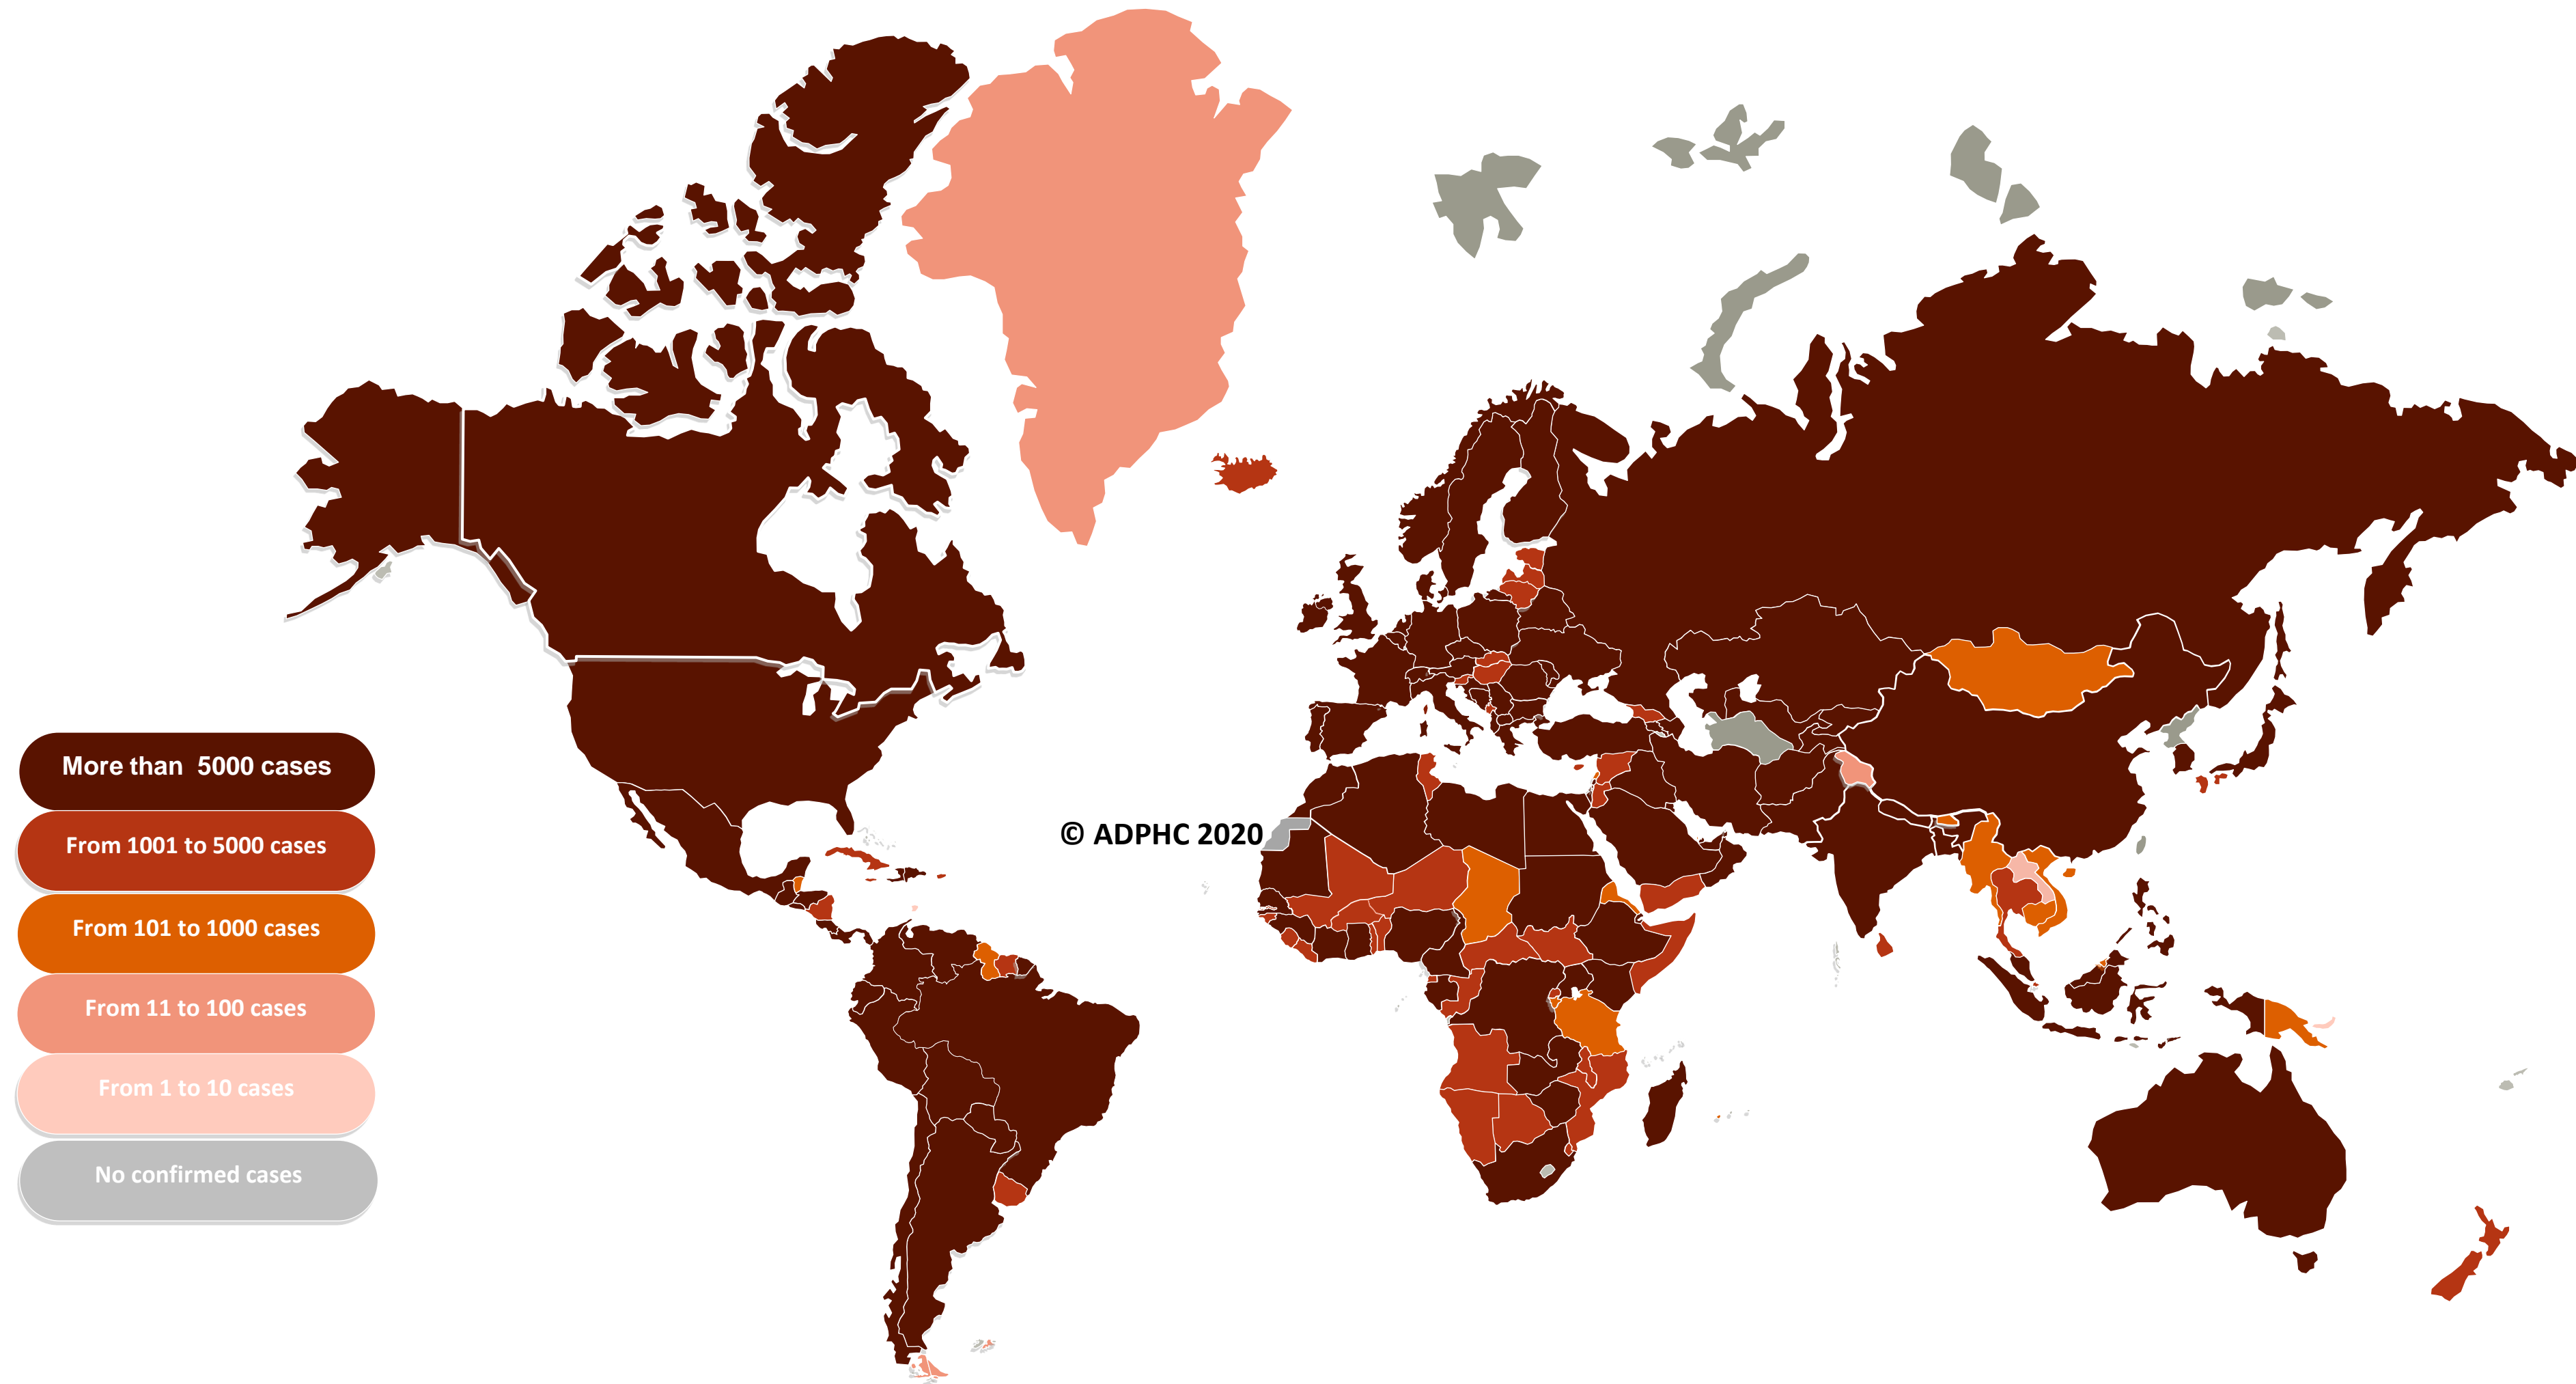 More than  5000 cases
From 1001 to 5000 cases
From 101 to 1000 cases
From 11 to 100 cases
From 1 to 10 cases
No confirmed cases
© ADPHC 2020